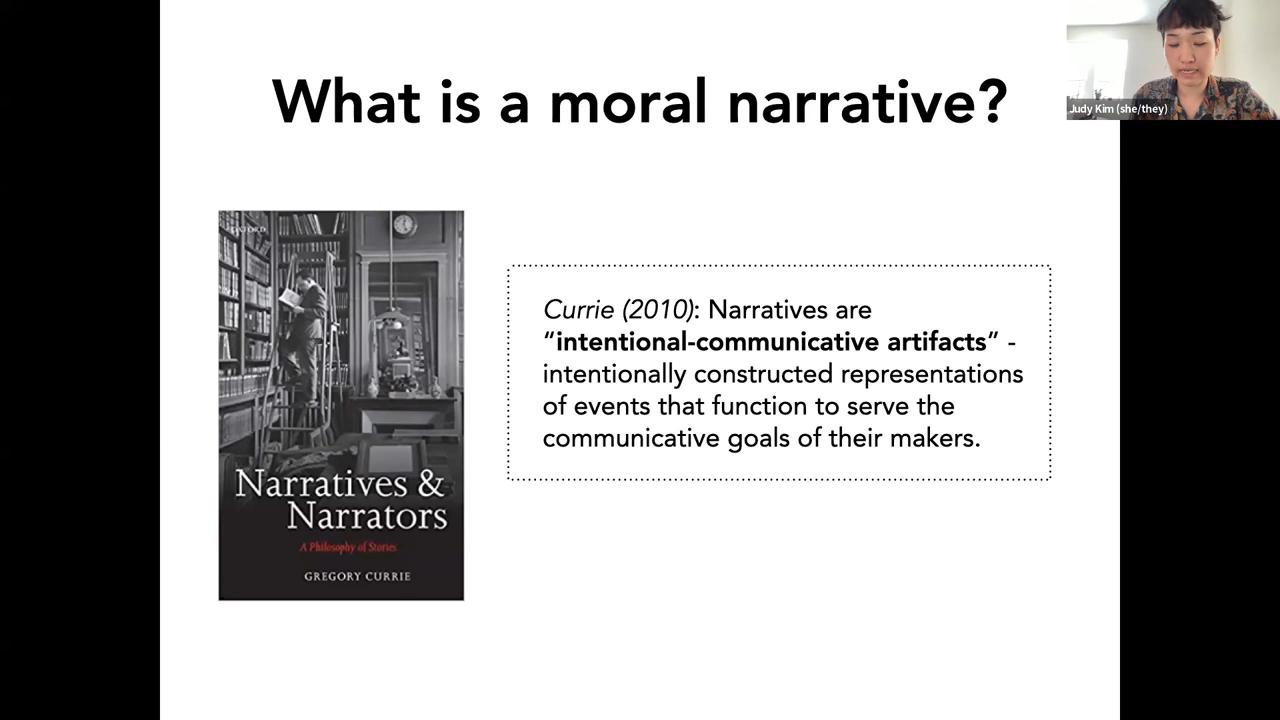 What is a moral narrative?
Judy Kim (she/they)
OXFORD
Narratives &
Narrators
A Philosophy of Stories
GREGORY CURRIE
Currie (2010): Narratives are
“intentional-communicative artifacts” -
intentionally constructed representations
of events that function to serve the
communicative goals of their makers.